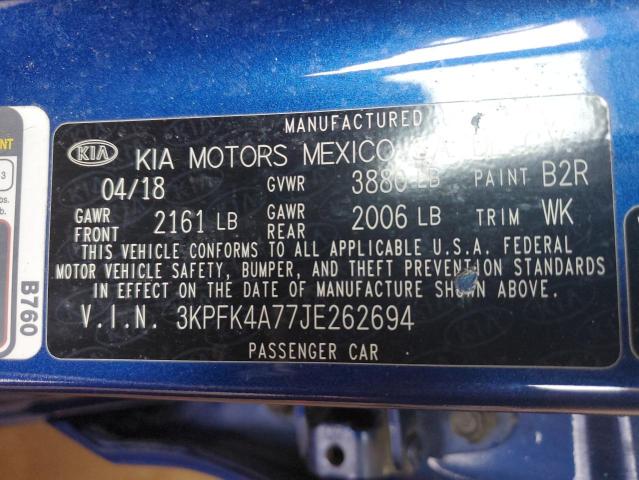 MANUFACTURED
KIA KIA MOTORS MEXICO
04/18 GVWR 3880 LB PAINT B2R
GAWR FRONT 2161 LB GAWR REAR 2006 LB TRIM WK
THIS VEHICLE CONFORMS TO ALL APPLICABLE U.S.A. FEDERAL
MOTOR VEHICLE SAFETY, BUMPER, AND THEFT PREVENTION STANDARDS
IN EFFECT ON THE DATE OF MANUFACTURE SHOWN ABOVE.
V.I.N. 3KPFK4A77JE262694
PASSENGER CAR
B760